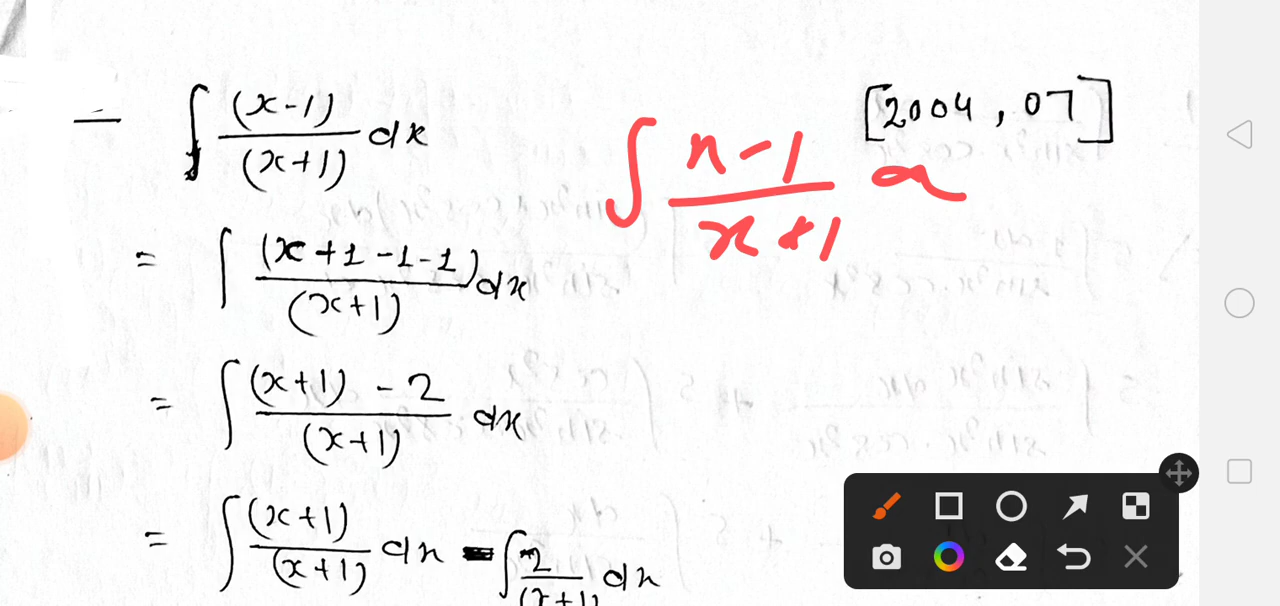 ∫ (x-1)/(x+1) dx [2004, 07]
∫ x-1/x+1
= ∫ (x+1-1-1)/(x+1) dx
= ∫ (x+1) - 2/(x+1) dx
= ∫ (x+1)/(x+1) dx - ∫ 2/(x+1) dx